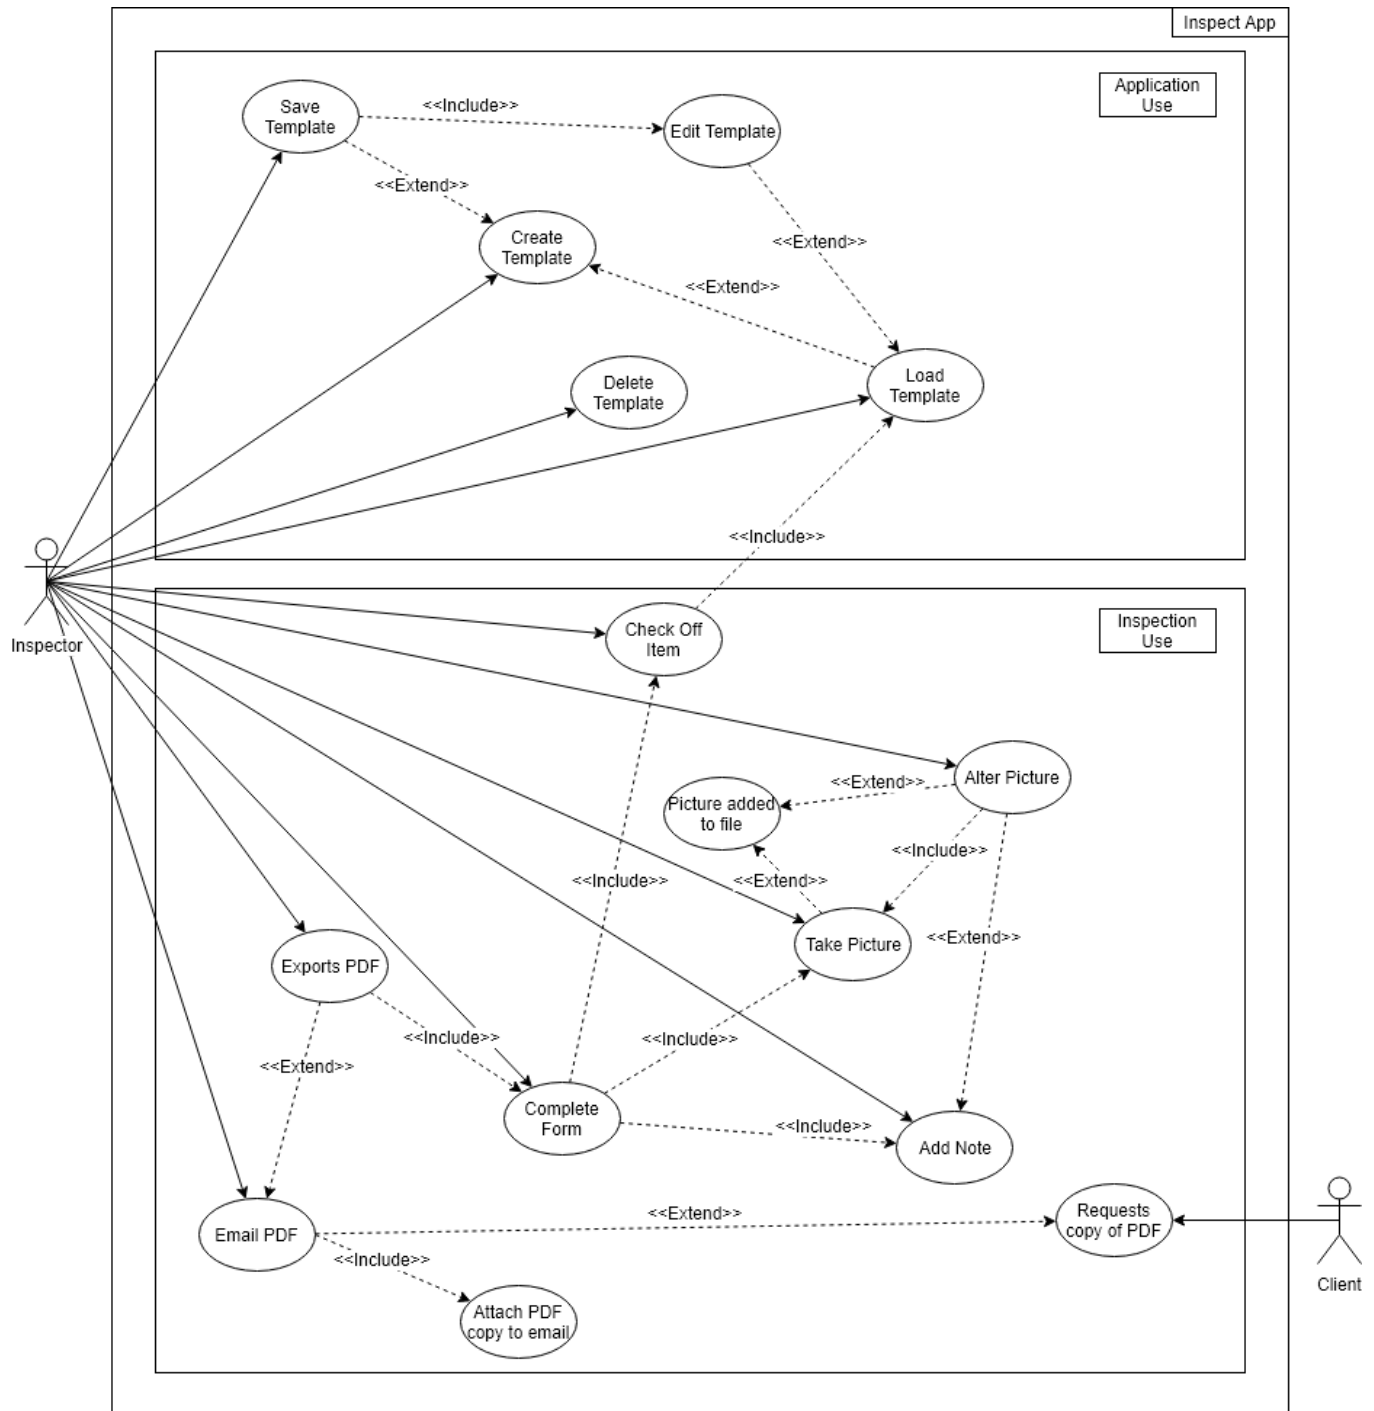 Inspect App
Application
Use
Save
Template
<<Include>>
Edit Template
<<Extend>>
Create
Template
<<Extend>>
<<Extend>>
Delete
Template
Load
Template
<<Include>>
Inspector
Check Off
Item
Inspection
Use
Alter Picture
<<Extend>>
Picture added
to file
<<Include>>
<<Include>>
<<Extend>>
Take Picture
<<Extend>>
Exports PDF
<<Include>>
<<Include>>
<<Extend>>
Complete
Form
<<Include>>
Add Note
Email PDF
<<Extend>>
Requests
copy of PDF
<<Include>>
Attach PDF
copy to email
Client